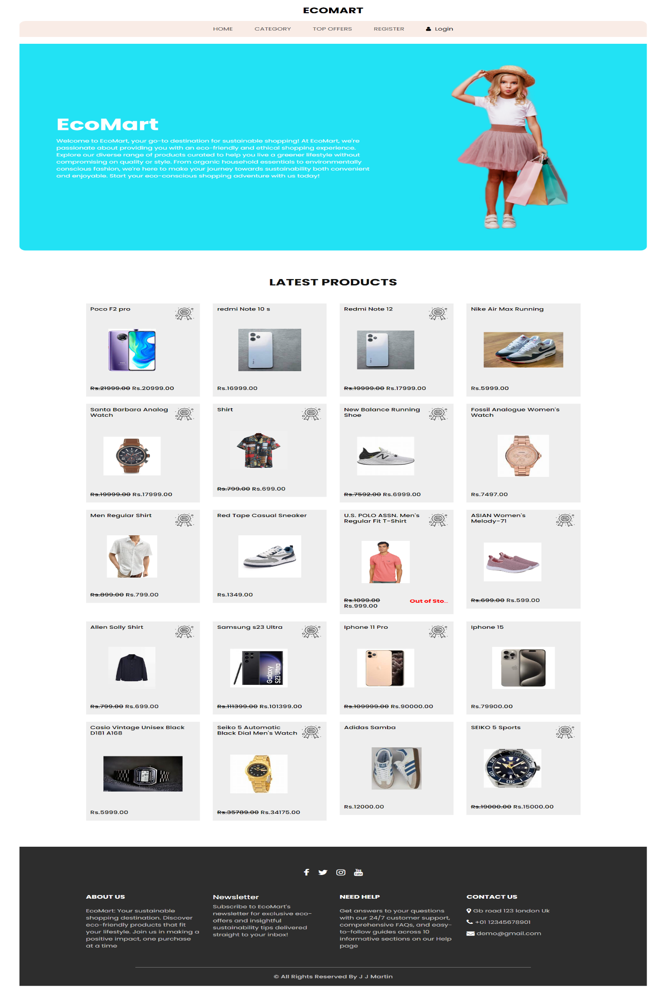 ECOMART
HOME CATEGORY TOP OFFERS REGISTER Login
EcoMart
Welcome to EcoMart, your go-to destination for sustainable shopping! At EcoMart, we're
passionate about providing you with an eco-friendly and ethical shopping experience.
Explore our diverse range of products curated to help you live a greener lifestyle without
compromising on quality or style. From organic household essentials to environmentally
conscious fashion, we're here to make your journey towards sustainability both convenient
and enjoyable. Start your eco-conscious shopping adventure with us today!
LATEST PRODUCTS
Poco F2 pro
Rs.21999.00 Rs.20999.00
redmi Note 10 s
Rs.16999.00
Redmi Note 12
Rs.19999.00 Rs.17999.00
Nike Air Max Running
Rs.5999.00
Santa Barbara Analog
Watch
Rs.19999.00 Rs.17999.00
Shirt
Rs.799.00 Rs.699.00
New Balance Running
Shoe
Rs.7592.00 Rs.6999.00
Fossil Analogue Women's
Watch
Rs.7497.00
Men Regular Shirt
Rs.899.00 Rs.799.00
Red Tape Casual Sneaker
Rs.1349.00
U.S. POLO ASSN. Men's
Regular Fit T-Shirt
Rs.1099.00
Rs.999.00
Out of Sto...
ASIAN Women's
Melody-71
Rs.699.00 Rs.599.00
Allen Solly Shirt
Rs.799.00 Rs.699.00
Samsung s23 Ultra
Galaxy
S23 Ultra
Rs.111399.00 Rs.101399.00
Iphone 11 Pro
Rs.109999.00 Rs.90000.00
Iphone 15
Rs.79900.00
Casio Vintage Unisex Black
D181 A168
Rs.5999.00
Seiko 5 Automatic
Black Dial Men's Watch
Rs.35789.00 Rs.34175.00
Adidas Samba
Rs.12000.00
SEIKO 5 Sports
Rs.19000.00 Rs.15000.00
You
Tube
ABOUT US
EcoMart: Your sustainable
shopping destination. Discover
eco-friendly products that fit
your lifestyle. Join us in making a
positive impact, one purchase
at a time
Newsletter
Subscribe to EcoMart's
newsletter for exclusive eco-
offers and insightful
sustainability tips delivered
straight to your inbox!
NEED HELP
Get answers to your questions
with our 24/7 customer support,
comprehensive FAQs, and easy-
to-follow guides across 10
informative sections on our Help
page
CONTACT US
Gb road 123 london Uk
+01 12345678901
demo@gmail.com
© All Rights Reserved By J J Martin